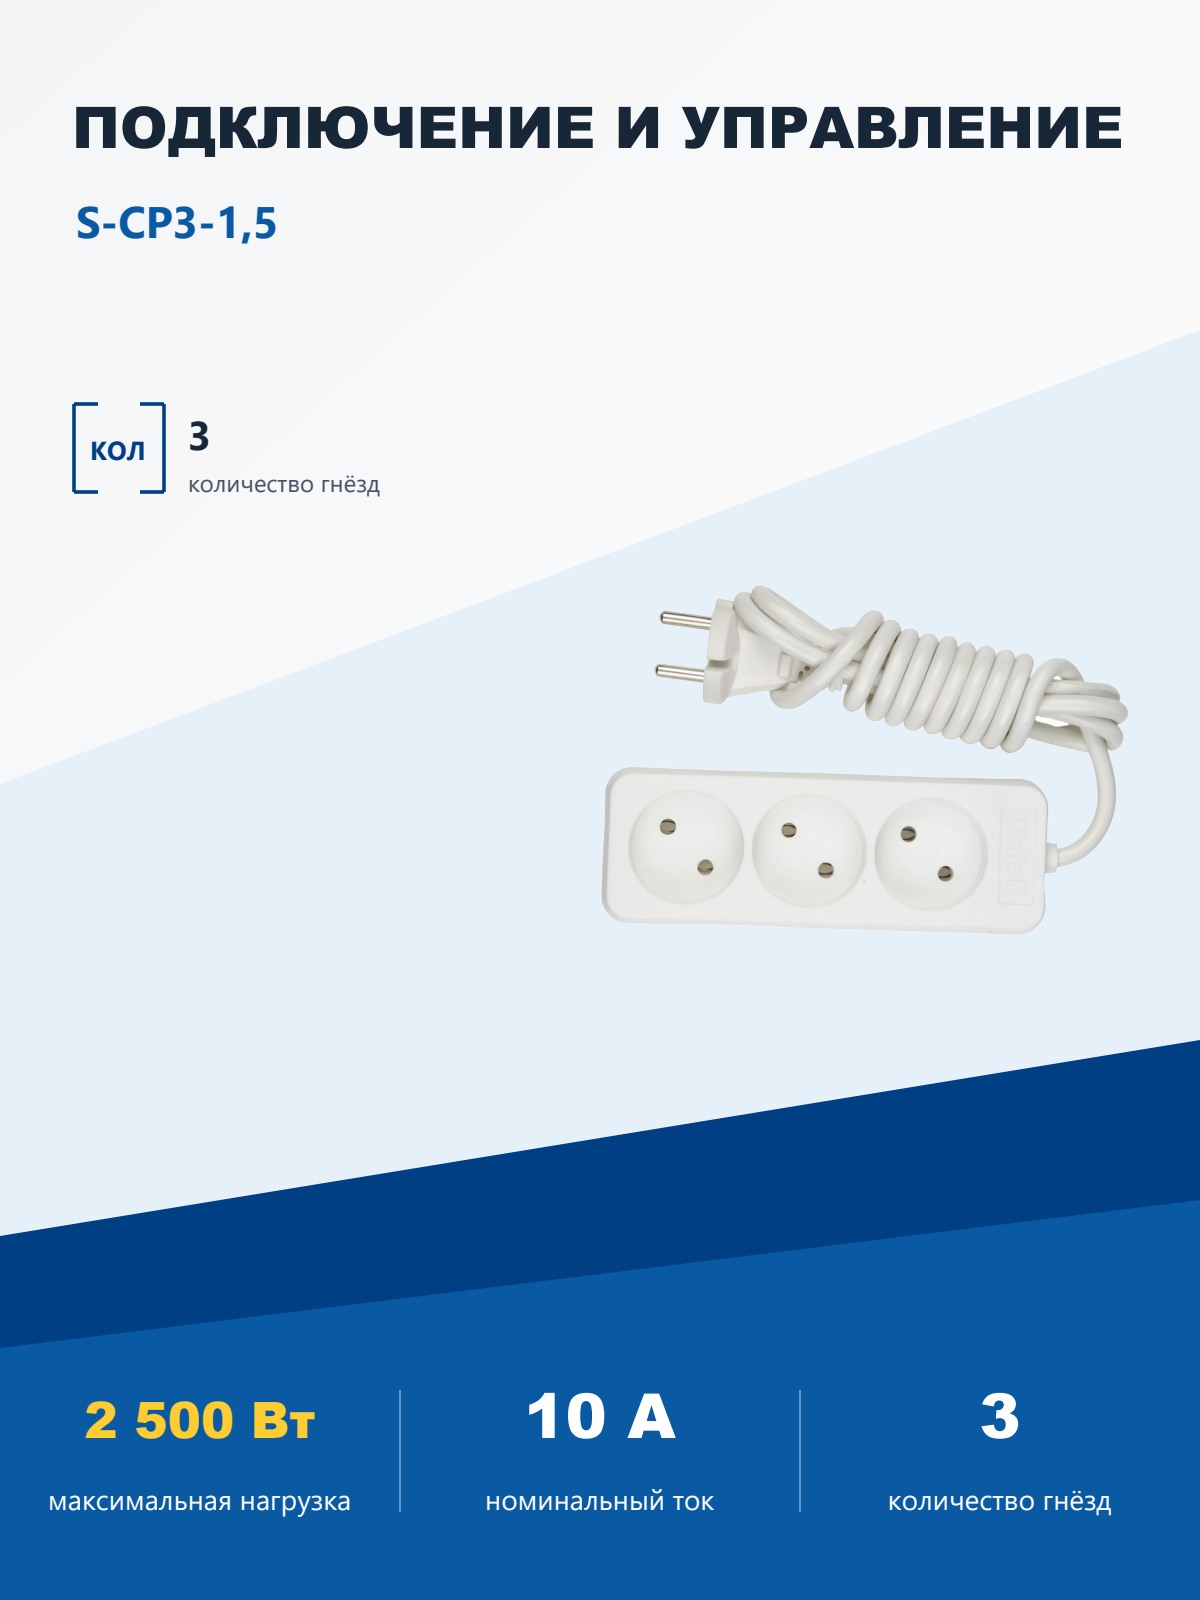 ПОДКЛЮЧЕНИЕ И УПРАВЛЕНИЕ
S-CP3-1,5
КОЛ
3
количество гнёзд
2 500 Вт
максимальная нагрузка
10 А
номинальный ток
3
количество гнёзд